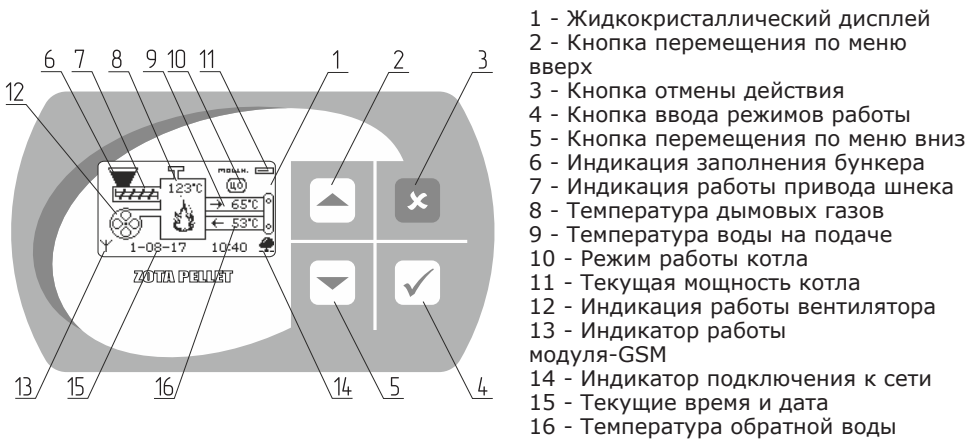 6 7 8 9 10 11 1 2 3
12
мощн.
ЦО
123°C
→ 65°C
← 53°C
1-08-17 10:40
ZOTA PELLET
13 15 16 14 5 4
1 - Жидкокристаллический дисплей
2 - Кнопка перемещения по меню
вверх
3 - Кнопка отмены действия
4 - Кнопка ввода режимов работы
5 - Кнопка перемещения по меню вниз
6 - Индикация заполнения бункера
7 - Индикация работы привода шнека
8 - Температура дымовых газов
9 - Температура воды на подаче
10 - Режим работы котла
11 - Текущая мощность котла
12 - Индикация работы вентилятора
13 - Индикатор работы
модуля-GSM
14 - Индикатор подключения к сети
15 - Текущие время и дата
16 - Температура обратной воды